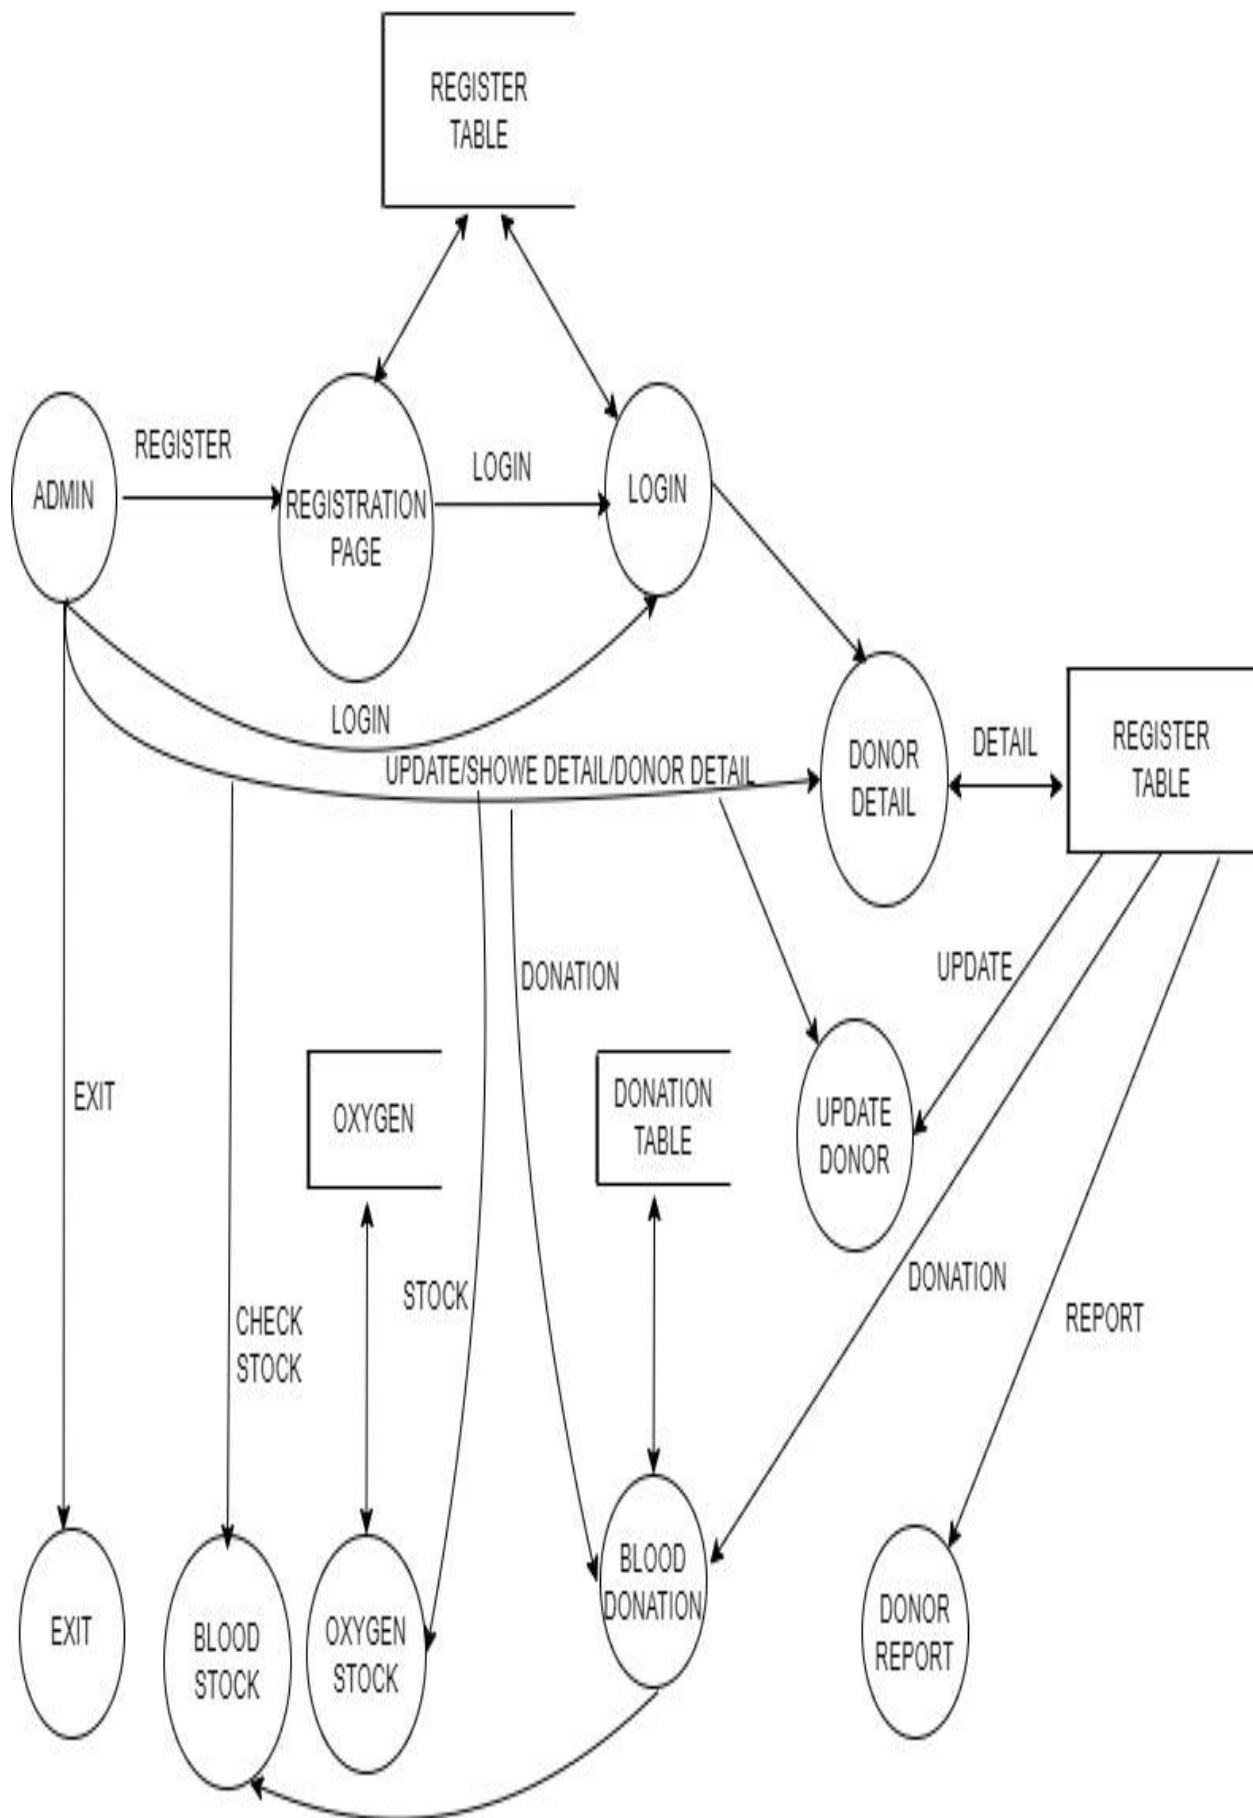 REGISTER
TABLE
REGISTER
LOGIN
ADMIN
REGISTRATION
PAGE
LOGIN
LOGIN
UPDATE/SHOWE DETAIL/DONOR DETAIL
DONOR
DETAIL
DETAIL
REGISTER
TABLE
DONATION
UPDATE
EXIT
OXYGEN
DONATION
TABLE
UPDATE
DONOR
STOCK
DONATION
CHECK
STOCK
REPORT
EXIT
BLOOD
STOCK
OXYGEN
STOCK
BLOOD
DONATION
DONOR
REPORT